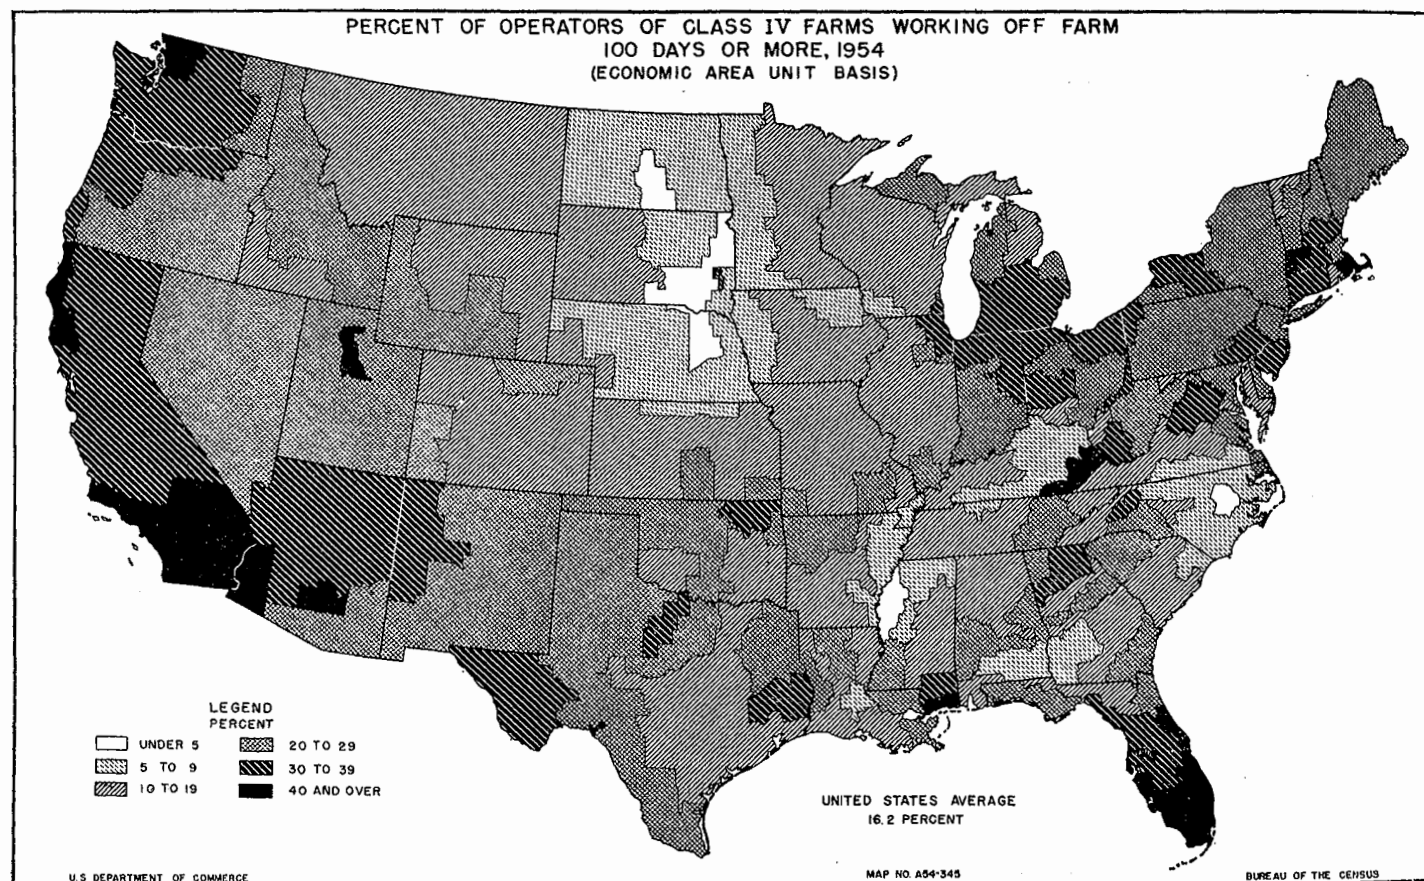 PERCENT OF OPERATORS OF CLASS IV FARMS WORKING OFF FARM
100 DAYS OR MORE, 1954
(ECONOMIC AREA UNIT BASIS)
LEGEND
PERCENT
UNDER 5
5 TO 9
10 TO 19
20 TO 29
30 TO 39
40 AND OVER
UNITED STATES AVERAGE
16.2 PERCENT
U.S DEPARTMENT OF COMMERCE
MAP NO. A54-345
BUREAU OF THE CENSUS